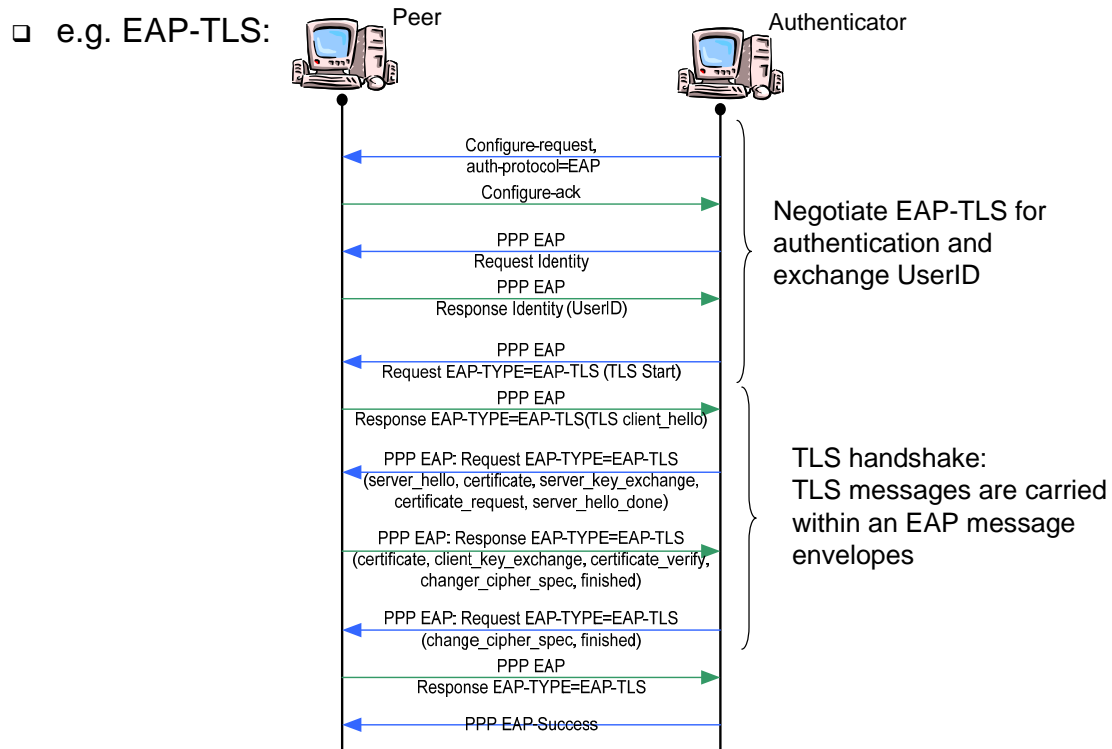 ❑ e.g. EAP-TLS:
Peer
Authenticator
Configure-request,
auth-protocol=EAP
Configure-ack
PPP EAP
Request Identity
PPP EAP
Response Identity (UserID)
PPP EAP
Request EAP-TYPE=EAP-TLS (TLS Start)
Negotiate EAP-TLS for
authentication and
exchange UserID
PPP EAP
Response EAP-TYPE=EAP-TLS(TLS client_hello)
PPP EAP: Request EAP-TYPE=EAP-TLS
(server_hello, certificate, server_key_exchange,
certificate_request, server_hello_done)
PPP EAP: Response EAP-TYPE=EAP-TLS
(certificate, client_key_exchange, certificate_verify,
changer_cipher_spec, finished)
PPP EAP: Request EAP-TYPE=EAP-TLS
(change_cipher_spec, finished)
TLS handshake:
TLS messages are carried
within an EAP message
envelopes
PPP EAP
Response EAP-TYPE=EAP-TLS
PPP EAP-Success